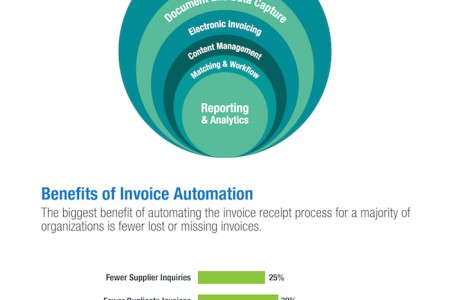 Document and Data Capture
Electronic Invoicing
Content Management
Matching & Workflow
Reporting
& Analytics
Benefits of Invoice Automation
The biggest benefit of automating the invoice receipt process for a majority of
organizations is fewer lost or missing invoices.
Fewer Supplier Inquiries 25%
Fewer Duplicate Invoices